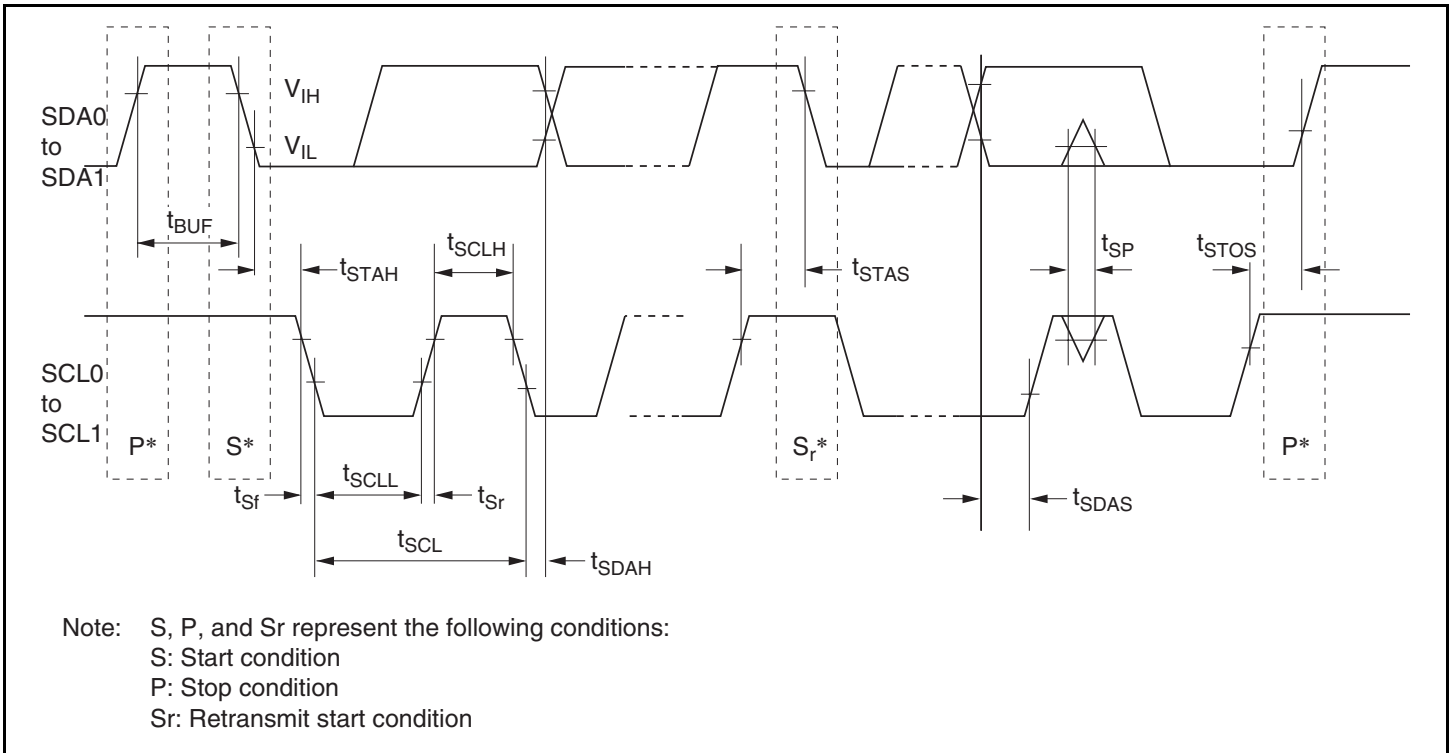 SDA0
to
SDA1
V_IH
V_IL
t_BUF
t_STAH
t_SCLH
t_STAS
t_SP
t_STOS
SCL0
to
SCL1
P*
S*
S_r*
P*
t_Sf
t_SCLL
t_Sr
t_SDAS
t_SCL
t_SDAH
Note: S, P, and Sr represent the following conditions:
S: Start condition
P: Stop condition
Sr: Retransmit start condition